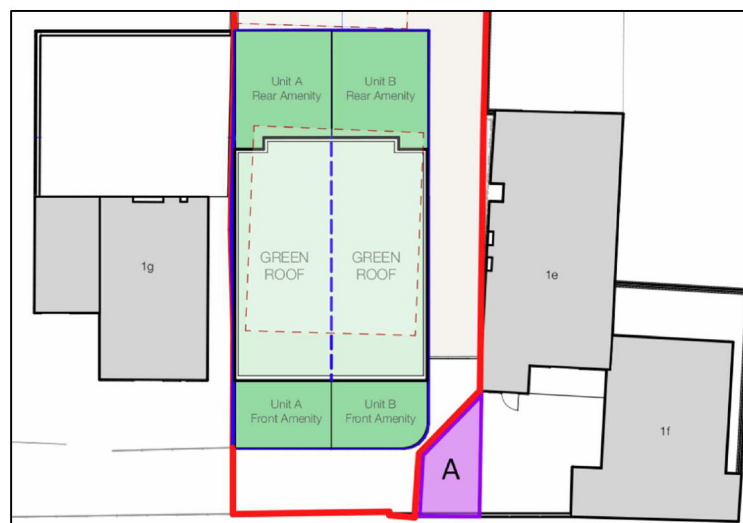 Unit A
Rear Amenity
Unit B
Rear Amenity
1g
GREEN
ROOF
GREEN
ROOF
1e
Unit A
Front Amenity
Unit B
Front Amenity
1f
A